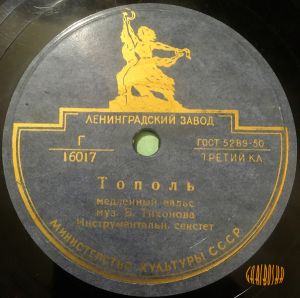 ЛЕНИНГРАДСКИЙ ЗАВОД
Г
16017
ГОСТ 5289-50
ТРЕТИЙ КЛ.
Тополь
медленный вальс
муз. Б. Тихонова
Инструментальн. секстет
МИНИСТЕРСТВО КУЛЬТУРЫ СССР